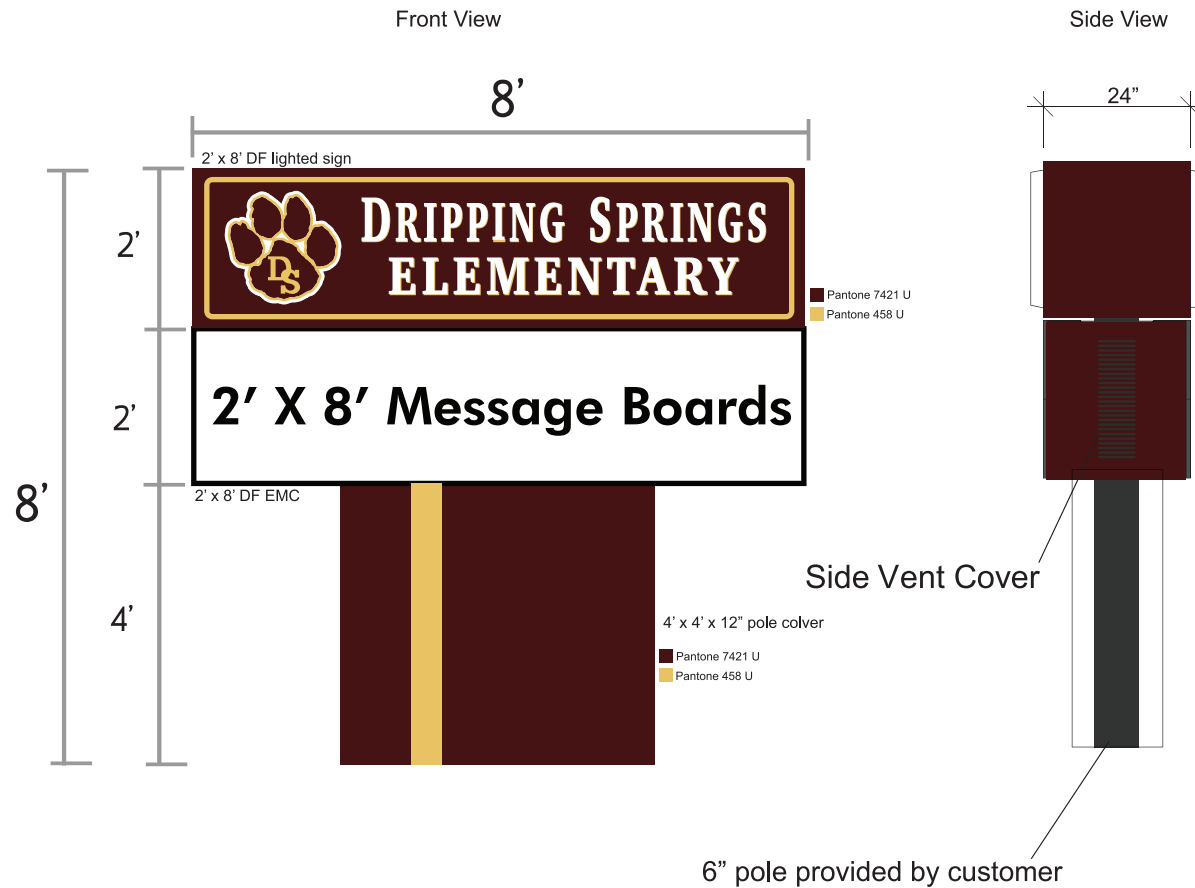 Front View
Side View
8’
24”
2’ x 8’ DF lighted sign
DRIPPING SPRINGS
ELEMENTARY
DS
2’
Pantone 7421 U
Pantone 458 U
2’ X 8’ Message Boards
2’
8’
2’ x 8’ DF EMC
Side Vent Cover
4’
4’ x 4’ x 12” pole colver
Pantone 7421 U
Pantone 458 U
6” pole provided by customer